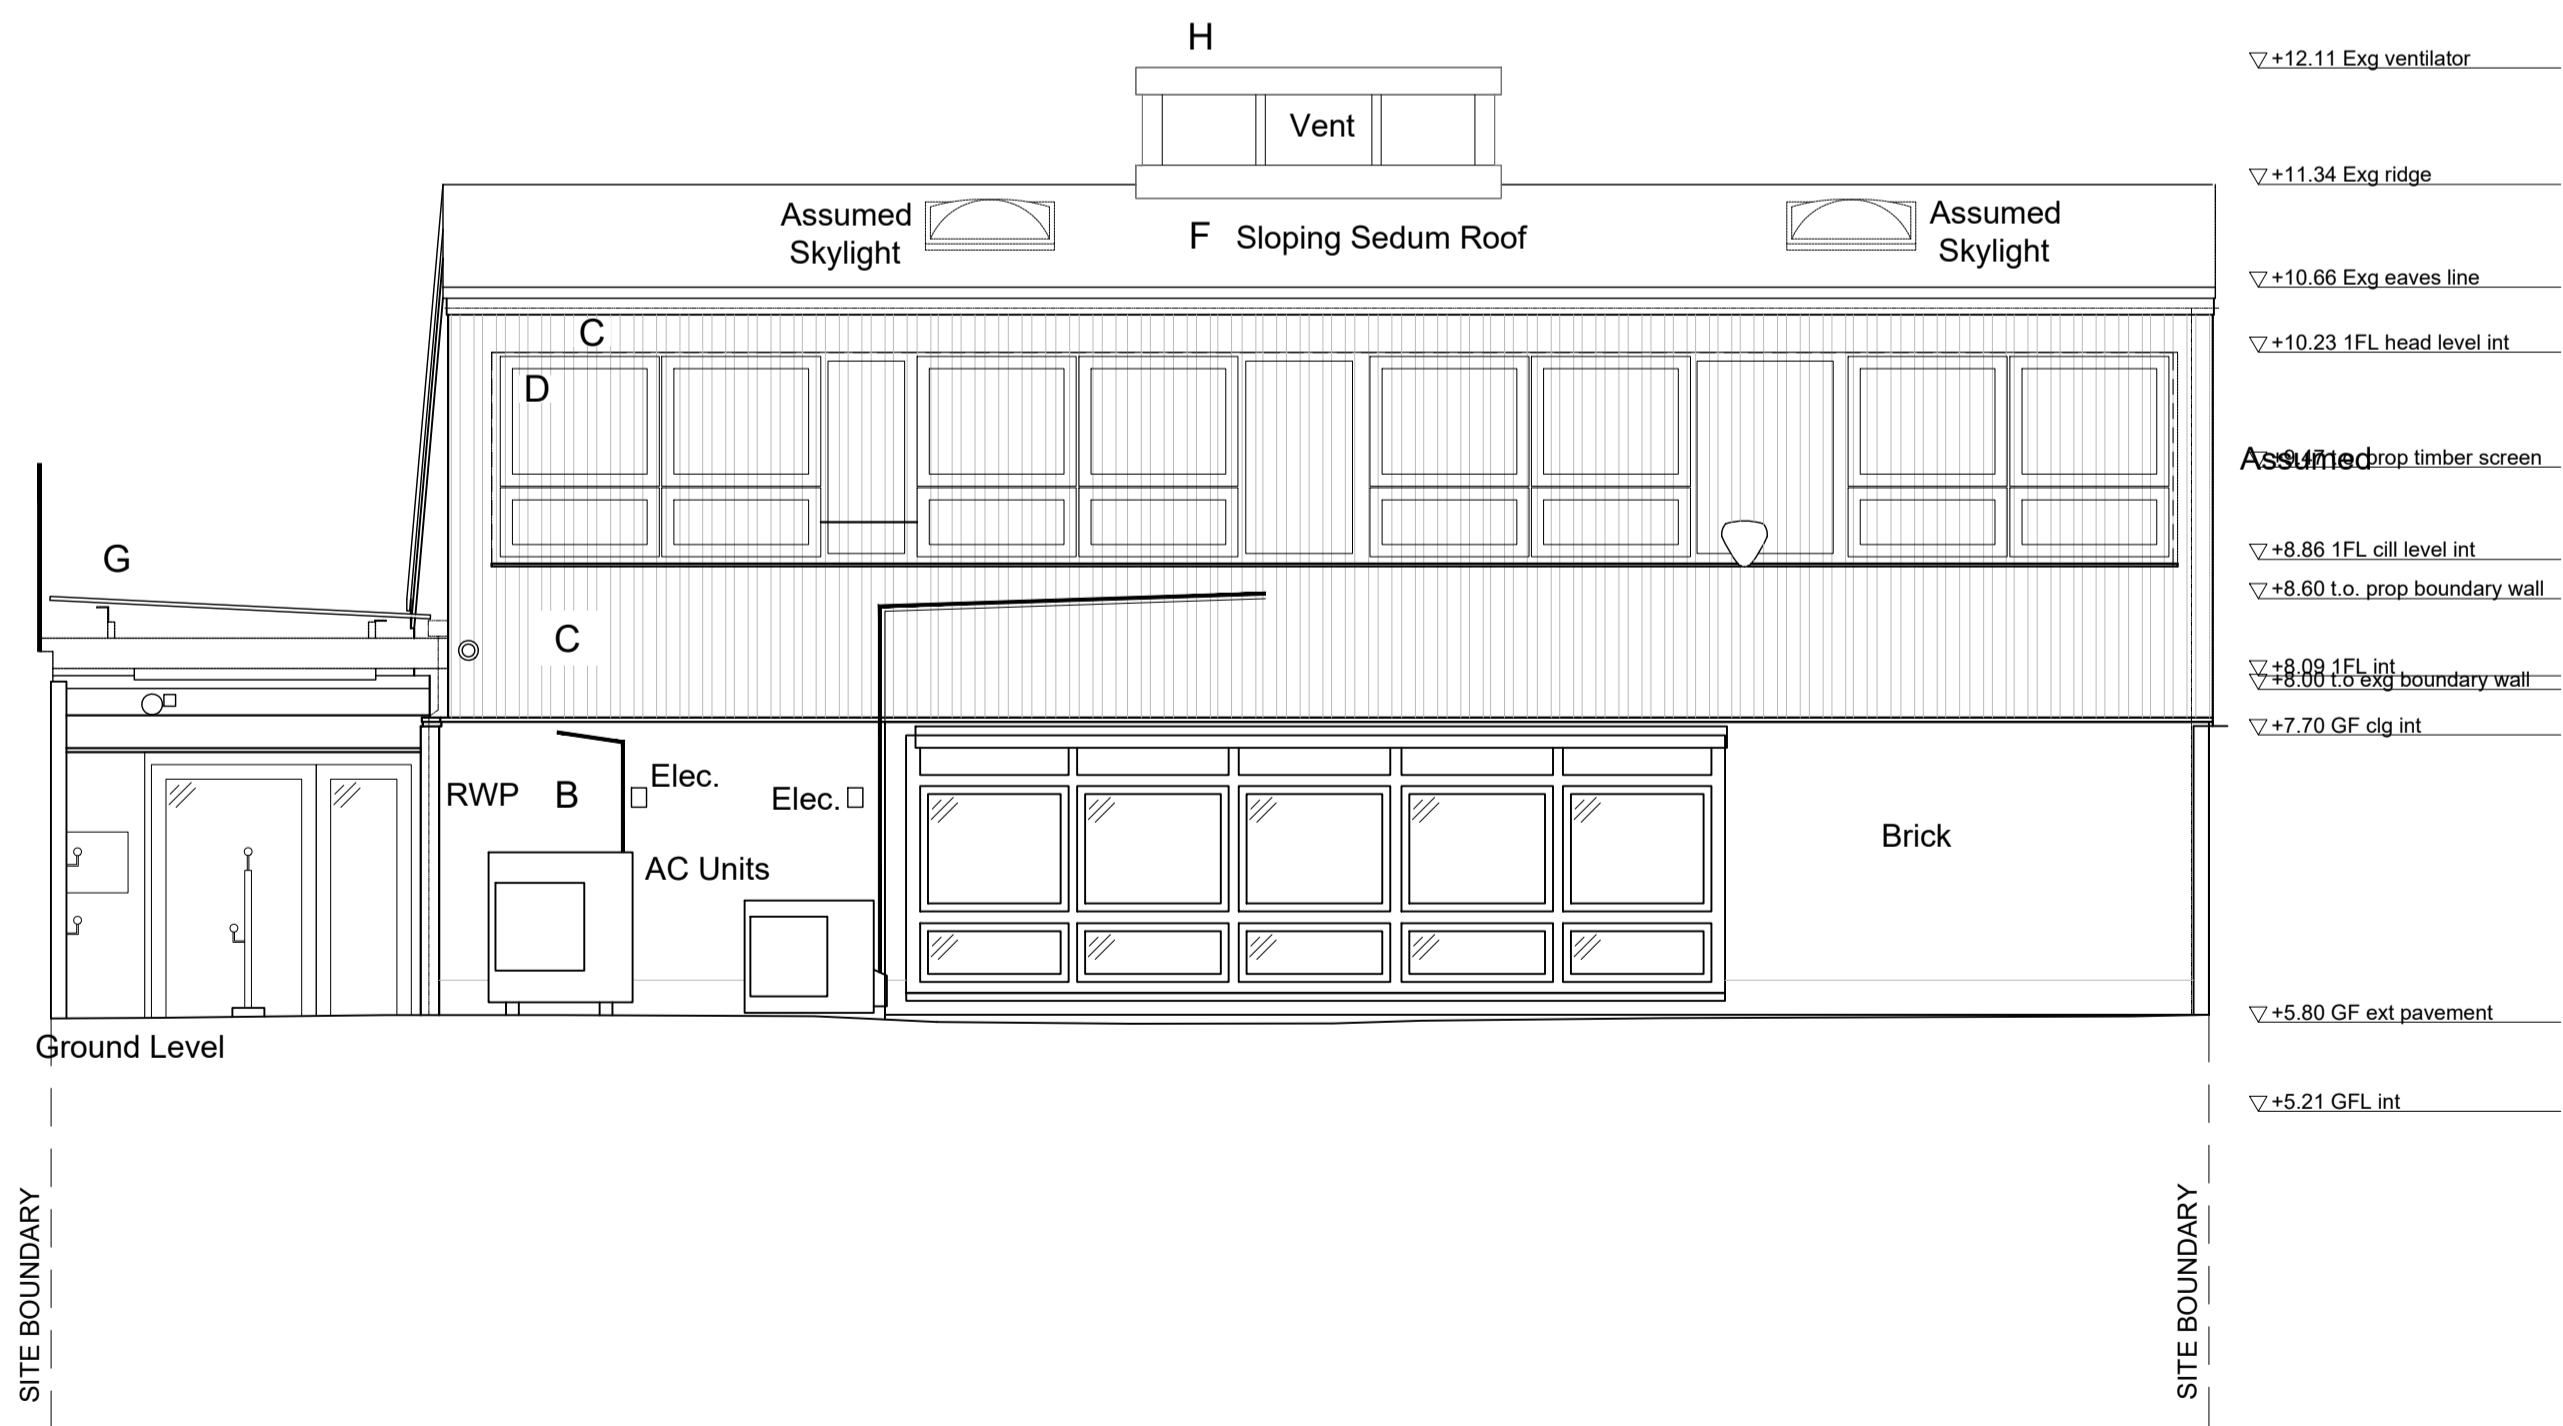 H
+12.11 Exg ventilator
Vent
+11.34 Exg ridge
Assumed
Skylight
F Sloping Sedum Roof
Assumed
Skylight
+10.66 Exg eaves line
C
+10.23 1FL head level int
D
Assumed
+9.47 t.o. prop timber screen
G
+8.86 1FL cill level int
+8.60 t.o. prop boundary wall
C
+8.09 1FL int
+8.00 t.o exg boundary wall
+7.70 GF clg int
RWP B
Elec.
Elec.
AC Units
Brick
+5.80 GF ext pavement
Ground Level
+5.21 GFL int
SITE BOUNDARY
SITE BOUNDARY